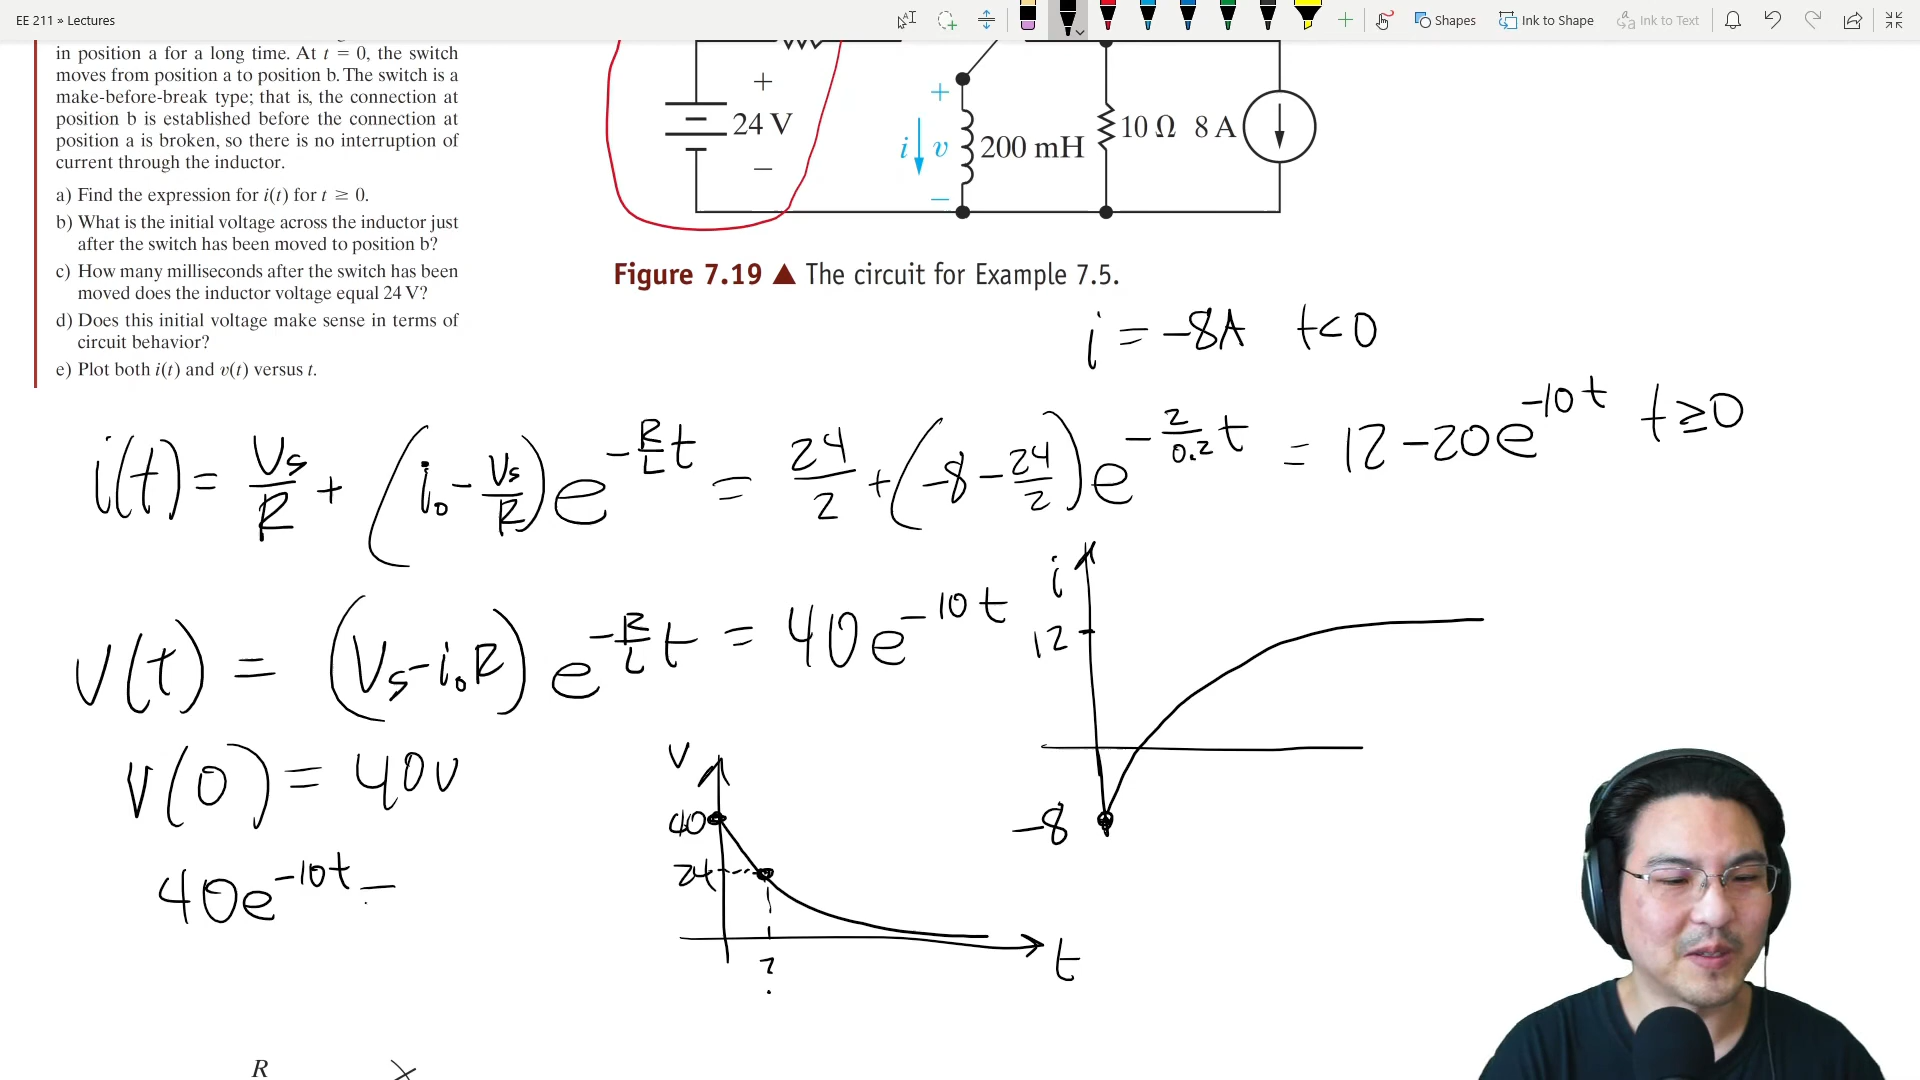 EE 211 » Lectures
Shapes
Ink to Shape
Ink to Text
in position a for a long time. At t = 0, the switch
moves from position a to position b. The switch is a
make-before-break type; that is, the connection at
position b is established before the connection at
position a is broken, so there is no interruption of
current through the inductor.
a) Find the expression for i(t) for t ≥ 0.
b) What is the initial voltage across the inductor just
after the switch has been moved to position b?
c) How many milliseconds after the switch has been
moved does the inductor voltage equal 24 V?
d) Does this initial voltage make sense in terms of
circuit behavior?
e) Plot both i(t) and v(t) versus t.
+
24 V
−
+
i
v
−
200 mH
10 Ω
8 A
Figure 7.19 ▲ The circuit for Example 7.5.
i = -8A t<0
i(t) = Vs/R + (i₀ - Vs/R)e^(-R/L t) = 24/2 + (-8 - 24/2)e^(-2/0.2 t) = 12-20e^(-10t) t≥0
v(t) = (Vs-i₀R)e^(-R/L t) = 40e^(-10t)
v(0) = 40v
40e^(-10t) =
v
40
24
?
t
i
12
-8
R